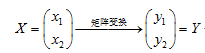 X = (x₁ x₂) 矩阵变换 → (y₁ y₂) = Y